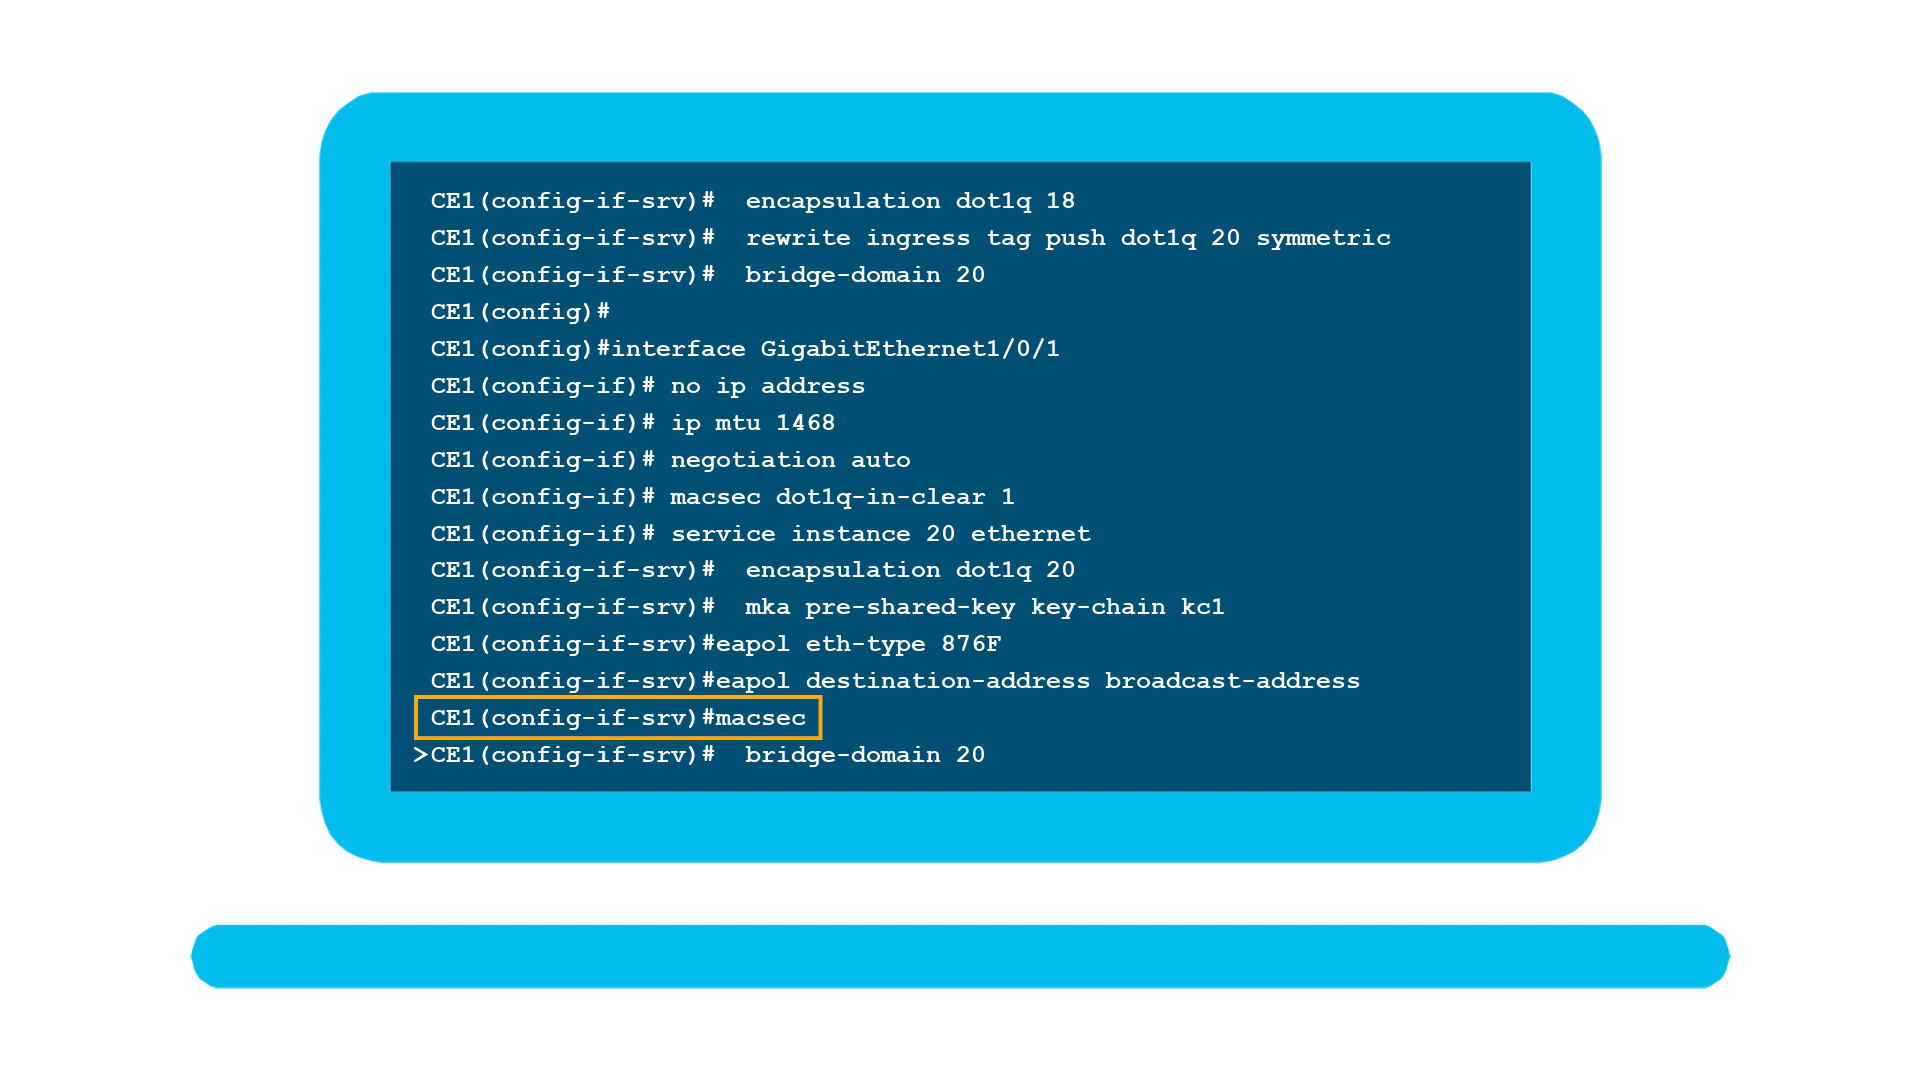 CE1(config-if-srv)#  encapsulation dot1q 18
CE1(config-if-srv)#  rewrite ingress tag push dot1q 20 symmetric
CE1(config-if-srv)#  bridge-domain 20
CE1(config)#
CE1(config)#interface GigabitEthernet1/0/1
CE1(config-if)# no ip address
CE1(config-if)# ip mtu 1468
CE1(config-if)# negotiation auto
CE1(config-if)# macsec dot1q-in-clear 1
CE1(config-if)# service instance 20 ethernet
CE1(config-if-srv)#  encapsulation dot1q 20
CE1(config-if-srv)#  mka pre-shared-key key-chain kc1
CE1(config-if-srv)#eapol eth-type 876F
CE1(config-if-srv)#eapol destination-address broadcast-address
CE1(config-if-srv)#macsec
>CE1(config-if-srv)#  bridge-domain 20